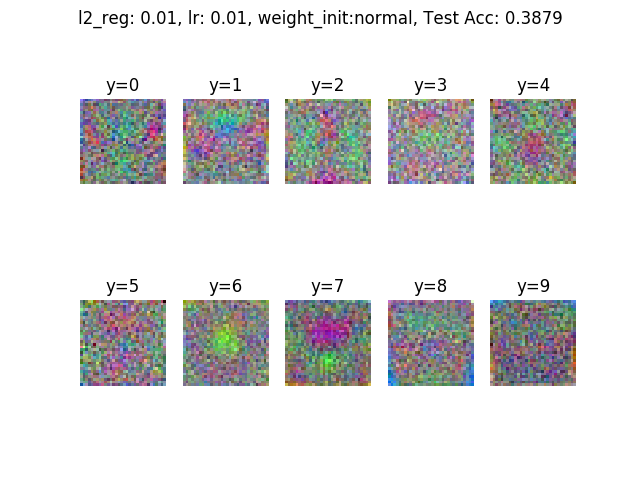 l2_reg: 0.01, lr: 0.01, weight_init:normal, Test Acc: 0.3879
y=0 y=1 y=2 y=3 y=4
y=5 y=6 y=7 y=8 y=9